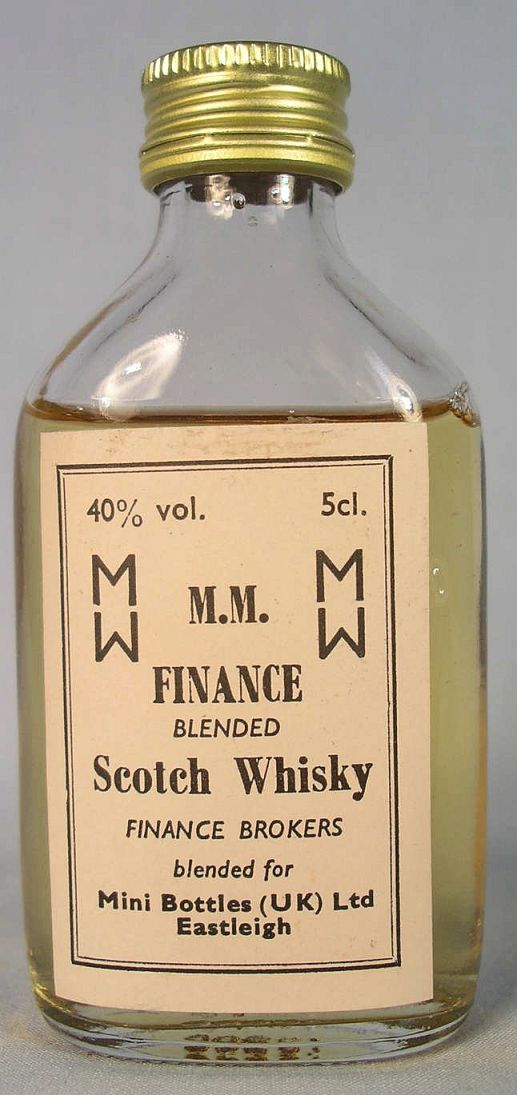 40% vol. 5cl.
M M
M.M.
W W
FINANCE
BLENDED
Scotch Whisky
FINANCE BROKERS
blended for
Mini Bottles (UK) Ltd
Eastleigh